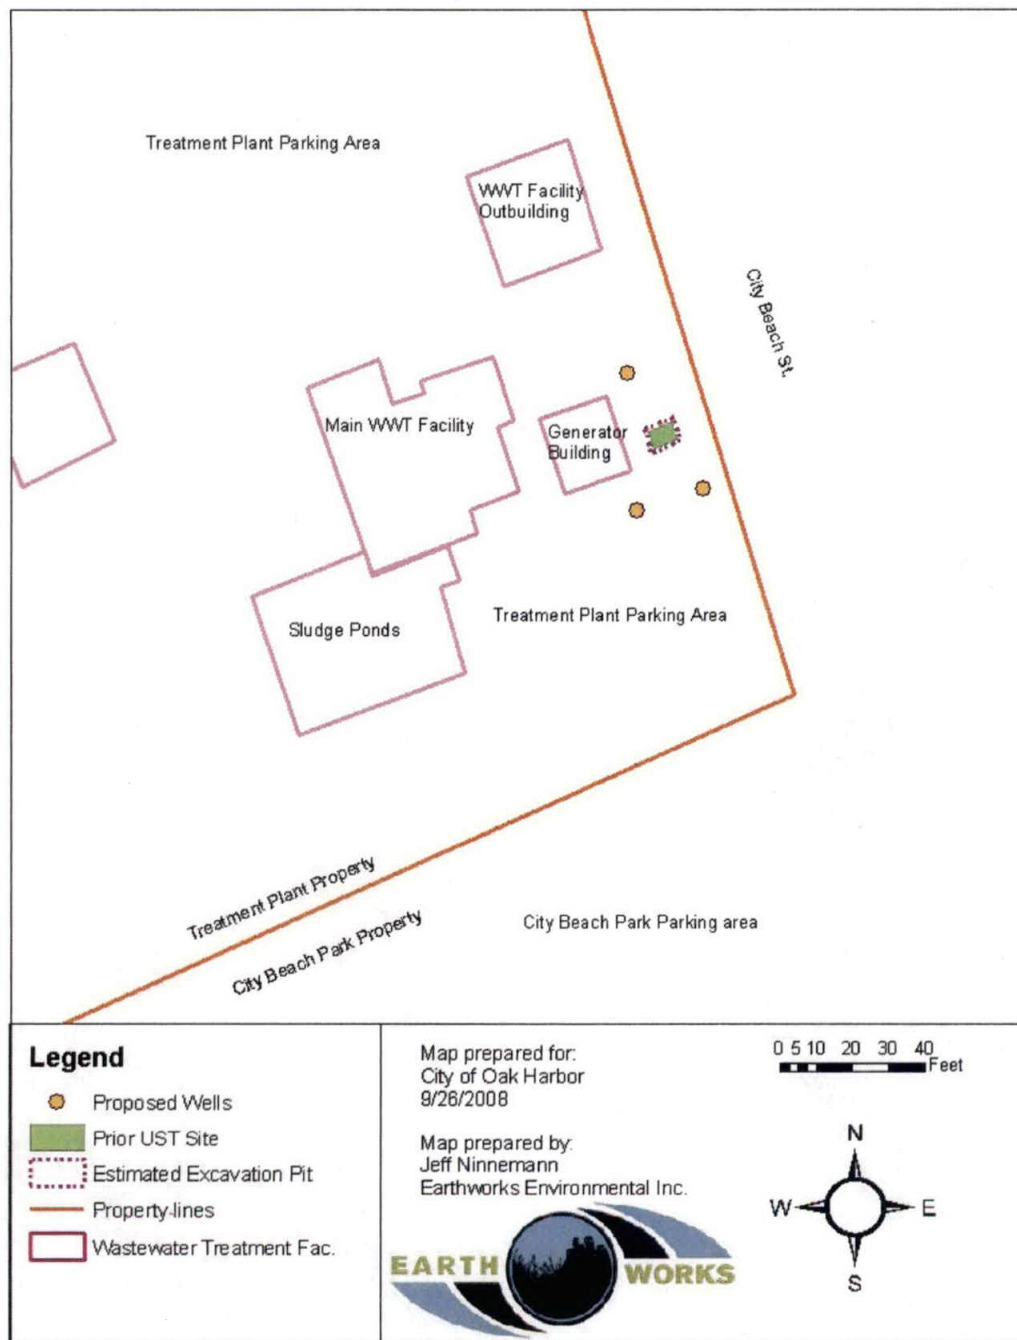 Treatment Plant Parking Area
WWT Facility
Outbuilding
City Beach St.
Main WWT Facility
Generator
Building
Treatment Plant Parking Area
Sludge Ponds
Treatment Plant Property
City Beach Park Property
City Beach Park Parking area
Legend
Proposed Wells
Prior UST Site
Estimated Excavation Pit
Property-lines
Wastewater Treatment Fac.
Map prepared for:
City of Oak Harbor
9/26/2008
Map prepared by:
Jeff Ninnemann
Earthworks Environmental Inc.
EARTH WORKS
0 5 10 20 30 40
Feet
N
W E
S